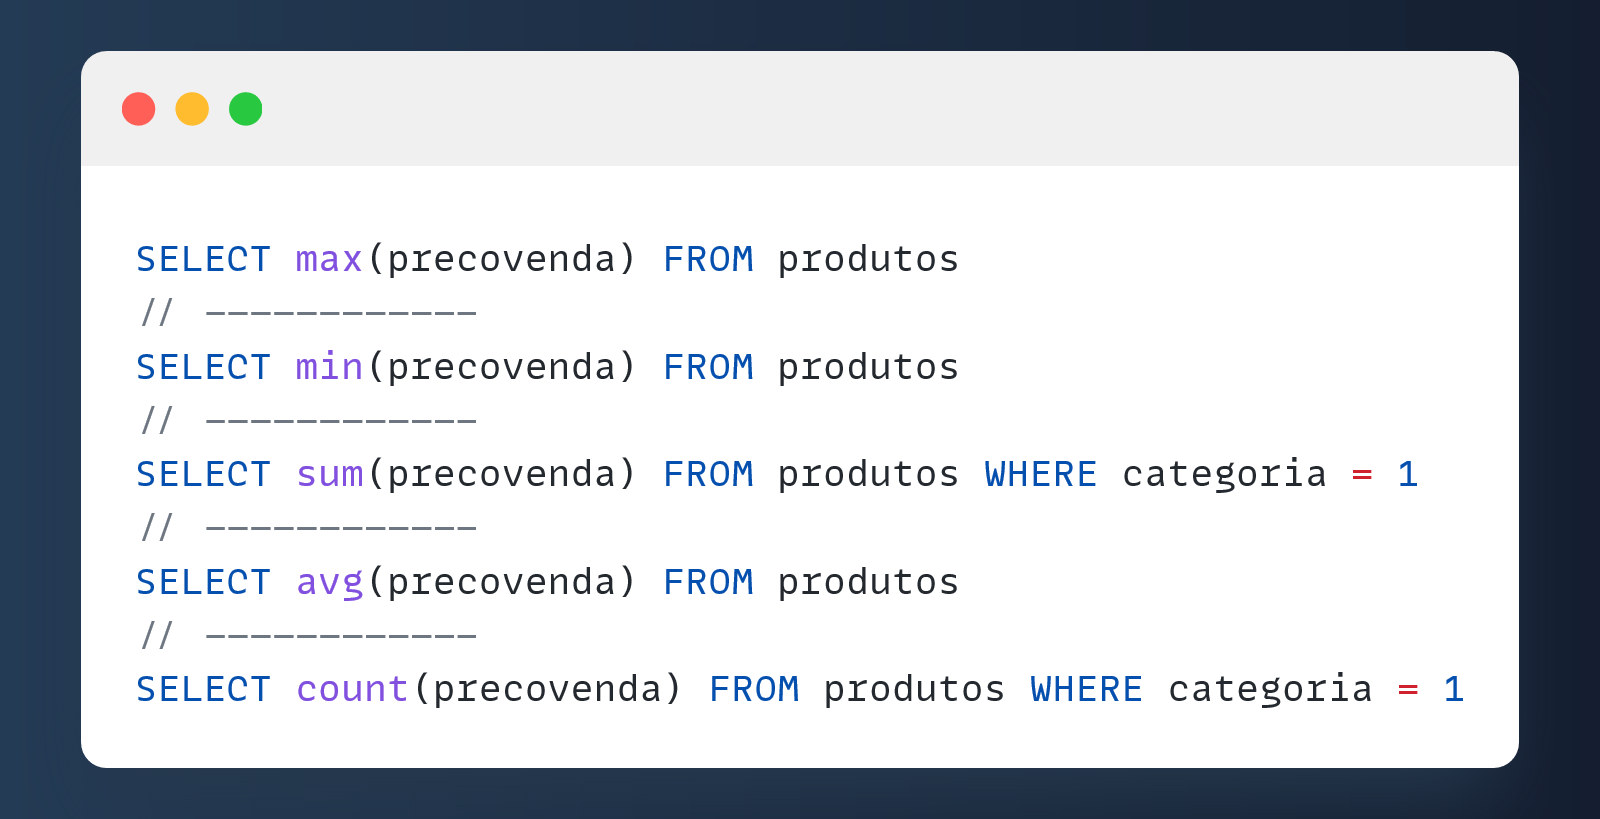 SELECT max(precovenda) FROM produtos
// ------------
SELECT min(precovenda) FROM produtos
// ------------
SELECT sum(precovenda) FROM produtos WHERE categoria = 1
// ------------
SELECT avg(precovenda) FROM produtos
// ------------
SELECT count(precovenda) FROM produtos WHERE categoria = 1